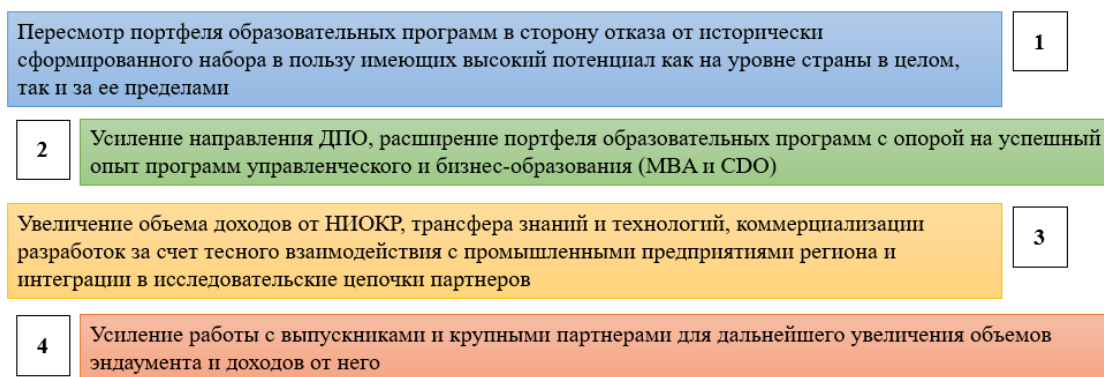 Пересмотр портфеля образовательных программ в сторону отказа от исторически
сформированного набора в пользу имеющих высокий потенциал как на уровне страны в целом,
так и за ее пределами
1
2
Усиление направления ДПО, расширение портфеля образовательных программ с опорой на успешный
опыт программ управленческого и бизнес-образования (MBA и CDO)
Увеличение объема доходов от НИОКР, трансфера знаний и технологий, коммерциализации
разработок за счет тесного взаимодействия с промышленными предприятиями региона и
интеграции в исследовательские цепочки партнеров
3
4
Усиление работы с выпускниками и крупными партнерами для дальнейшего увеличения объемов
эндаумента и доходов от него